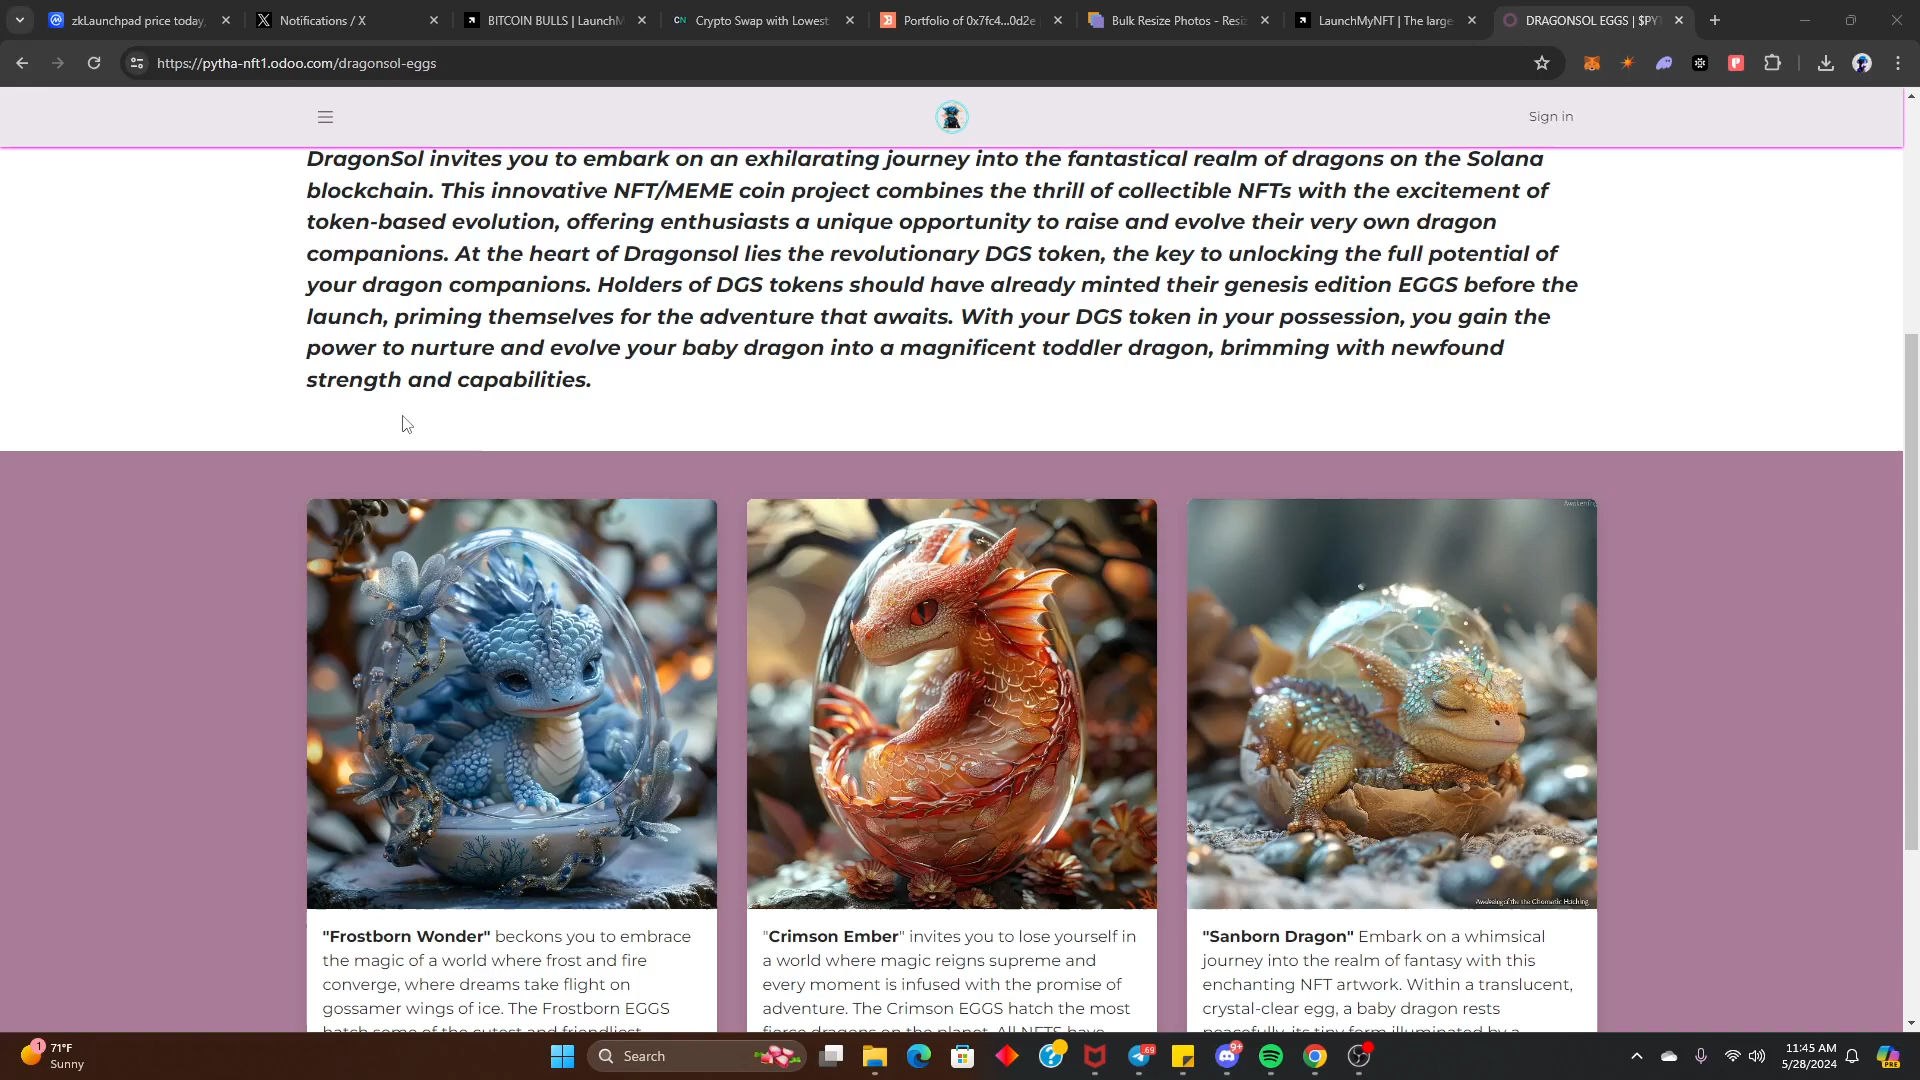 zkLaunchpad price today,
Notifications / X
BITCOIN BULLS | LaunchM
CN
Crypto Swap with Lowest
Portfolio of 0x7fc4...0d2e
Bulk Resize Photos - Resi
LaunchMyNFT | The large
DRAGONSOL EGGS | $PYT
https://pytha-nft1.odoo.com/dragonsol-eggs
Sign in
DragonSol invites you to embark on an exhilarating journey into the fantastical realm of dragons on the Solana
blockchain. This innovative NFT/MEME coin project combines the thrill of collectible NFTs with the excitement of
token-based evolution, offering enthusiasts a unique opportunity to raise and evolve their very own dragon
companions. At the heart of Dragonsol lies the revolutionary DGS token, the key to unlocking the full potential of
your dragon companions. Holders of DGS tokens should have already minted their genesis edition EGGS before the
launch, priming themselves for the adventure that awaits. With your DGS token in your possession, you gain the
power to nurture and evolve your baby dragon into a magnificent toddler dragon, brimming with newfound
strength and capabilities.
"Frostborn Wonder" beckons you to embrace
the magic of a world where frost and fire
converge, where dreams take flight on
gossamer wings of ice. The Frostborn EGGS
hatch some of the cutest and friendliest
"Crimson Ember" invites you to lose yourself in
a world where magic reigns supreme and
every moment is infused with the promise of
adventure. The Crimson EGGS hatch the most
fierce dragons on the planet. All NFTS have
"Sanborn Dragon" Embark on a whimsical
journey into the realm of fantasy with this
enchanting NFT artwork. Within a translucent,
crystal-clear egg, a baby dragon rests
peacefully, its tiny form illuminated by a
1
71°F
Sunny
Search
69
9+
11:45 AM
5/28/2024
PRE